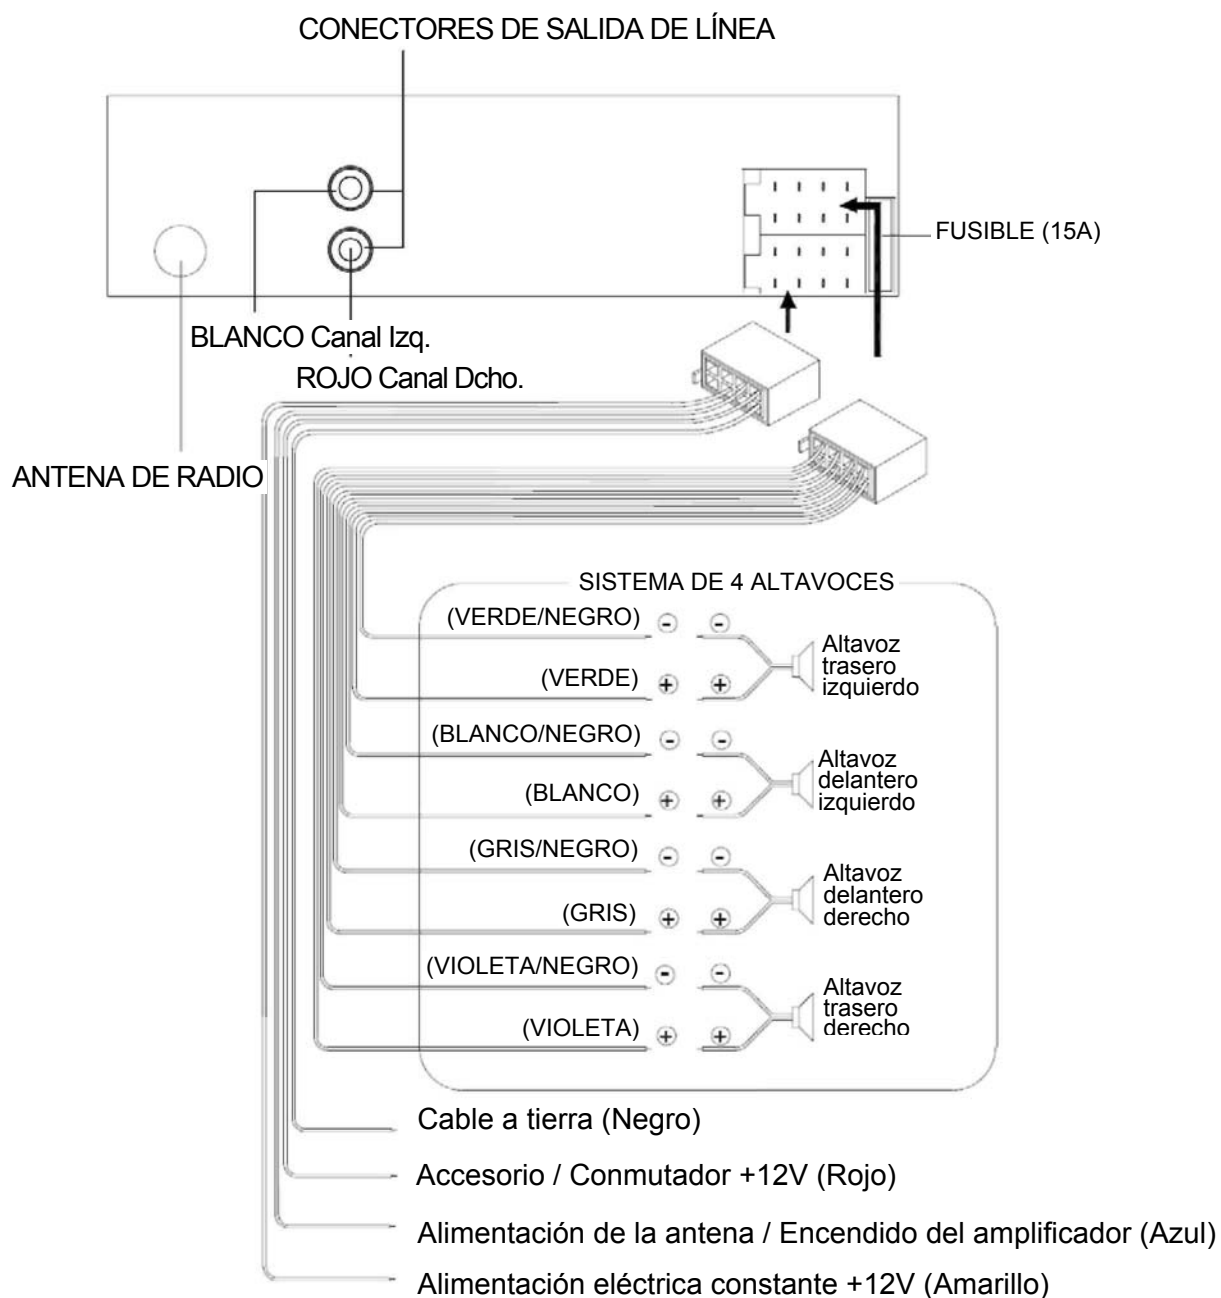 CONECTORES DE SALIDA DE LÍNEA
FUSIBLE (15A)
BLANCO Canal Izq.
ROJO Canal Dcho.
ANTENA DE RADIO
SISTEMA DE 4 ALTAVOCES
(VERDE/NEGRO) - -
Altavoz
trasero
izquierdo
(VERDE) + +
(BLANCO/NEGRO) - -
Altavoz
delantero
izquierdo
(BLANCO) + +
(GRIS/NEGRO) - -
Altavoz
delantero
derecho
(GRIS) + +
(VIOLETA/NEGRO) - -
Altavoz
trasero
derecho
(VIOLETA) + +
Cable a tierra (Negro)
Accesorio / Conmutador +12V (Rojo)
Alimentación de la antena / Encendido del amplificador (Azul)
Alimentación eléctrica constante +12V (Amarillo)